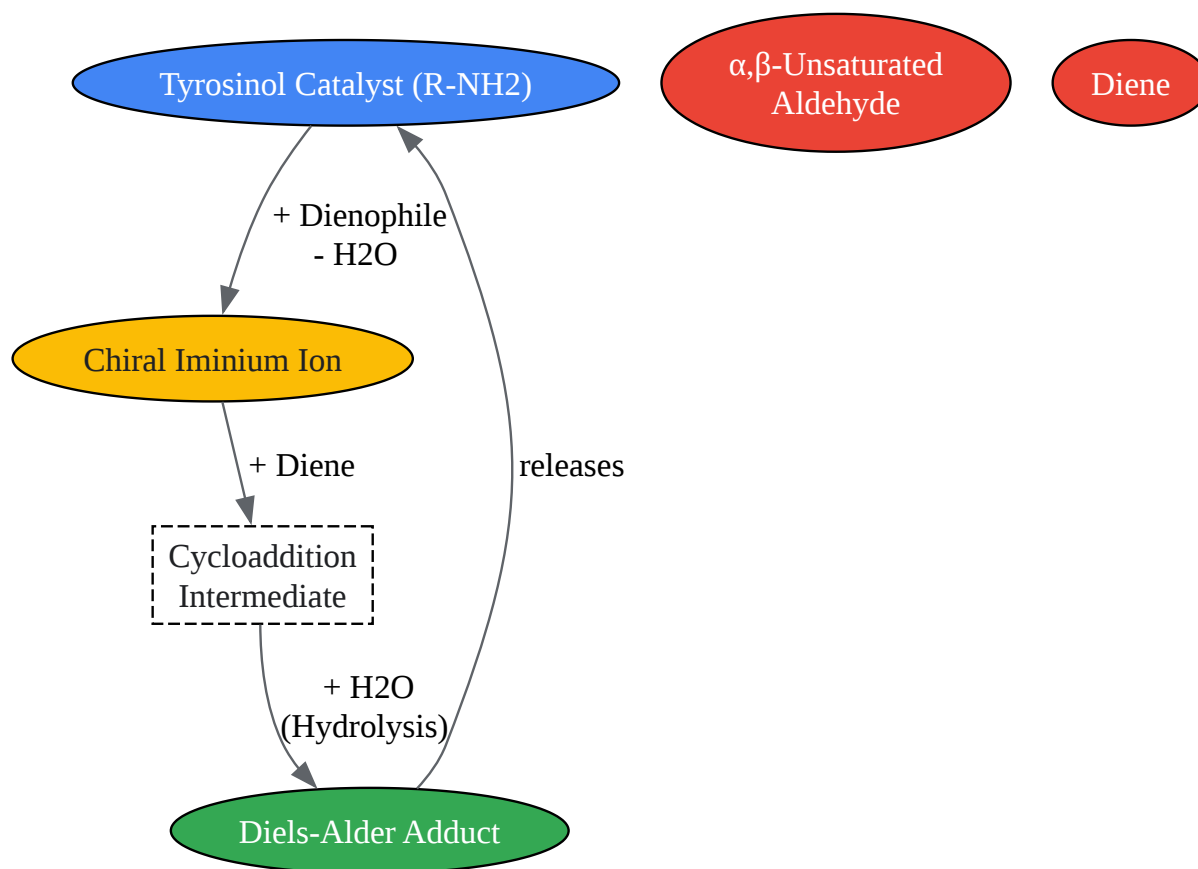 Tyrosinol Catalyst (R-NH2)
α,β-Unsaturated
Aldehyde
Diene
+ Dienophile
- H2O
Chiral Iminium Ion
+ Diene
releases
Cycloaddition
Intermediate
+ H2O
(Hydrolysis)
Diels-Alder Adduct